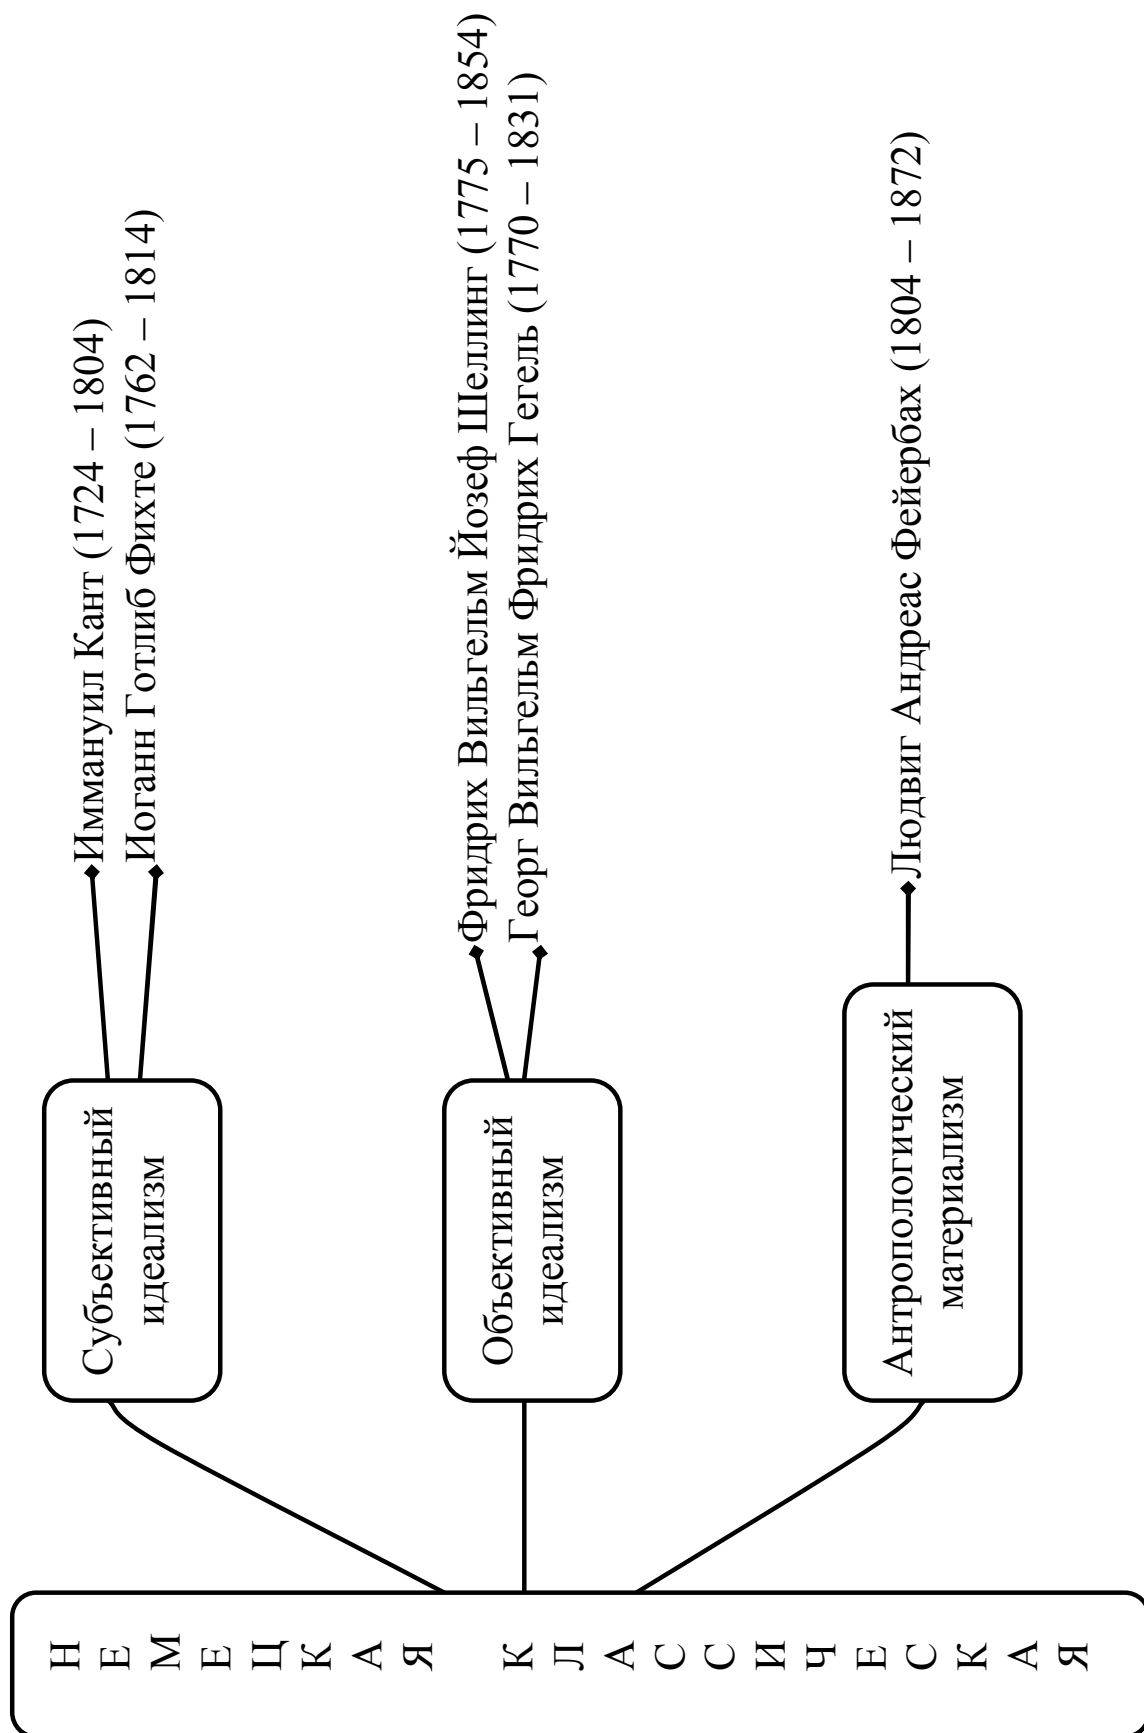 НЕМЕЦКАЯ КЛАССИЧЕСКАЯ
Субъективный
идеализм
Иммануил Кант (1724 – 1804)
Иоганн Готлиб Фихте (1762 – 1814)
Объективный
идеализм
Фридрих Вильгельм Йозеф Шеллинг (1775 – 1854)
Георг Вильгельм Фридрих Гегель (1770 – 1831)
Антропологический
материализм
Людвиг Андреас Фейербах (1804 – 1872)